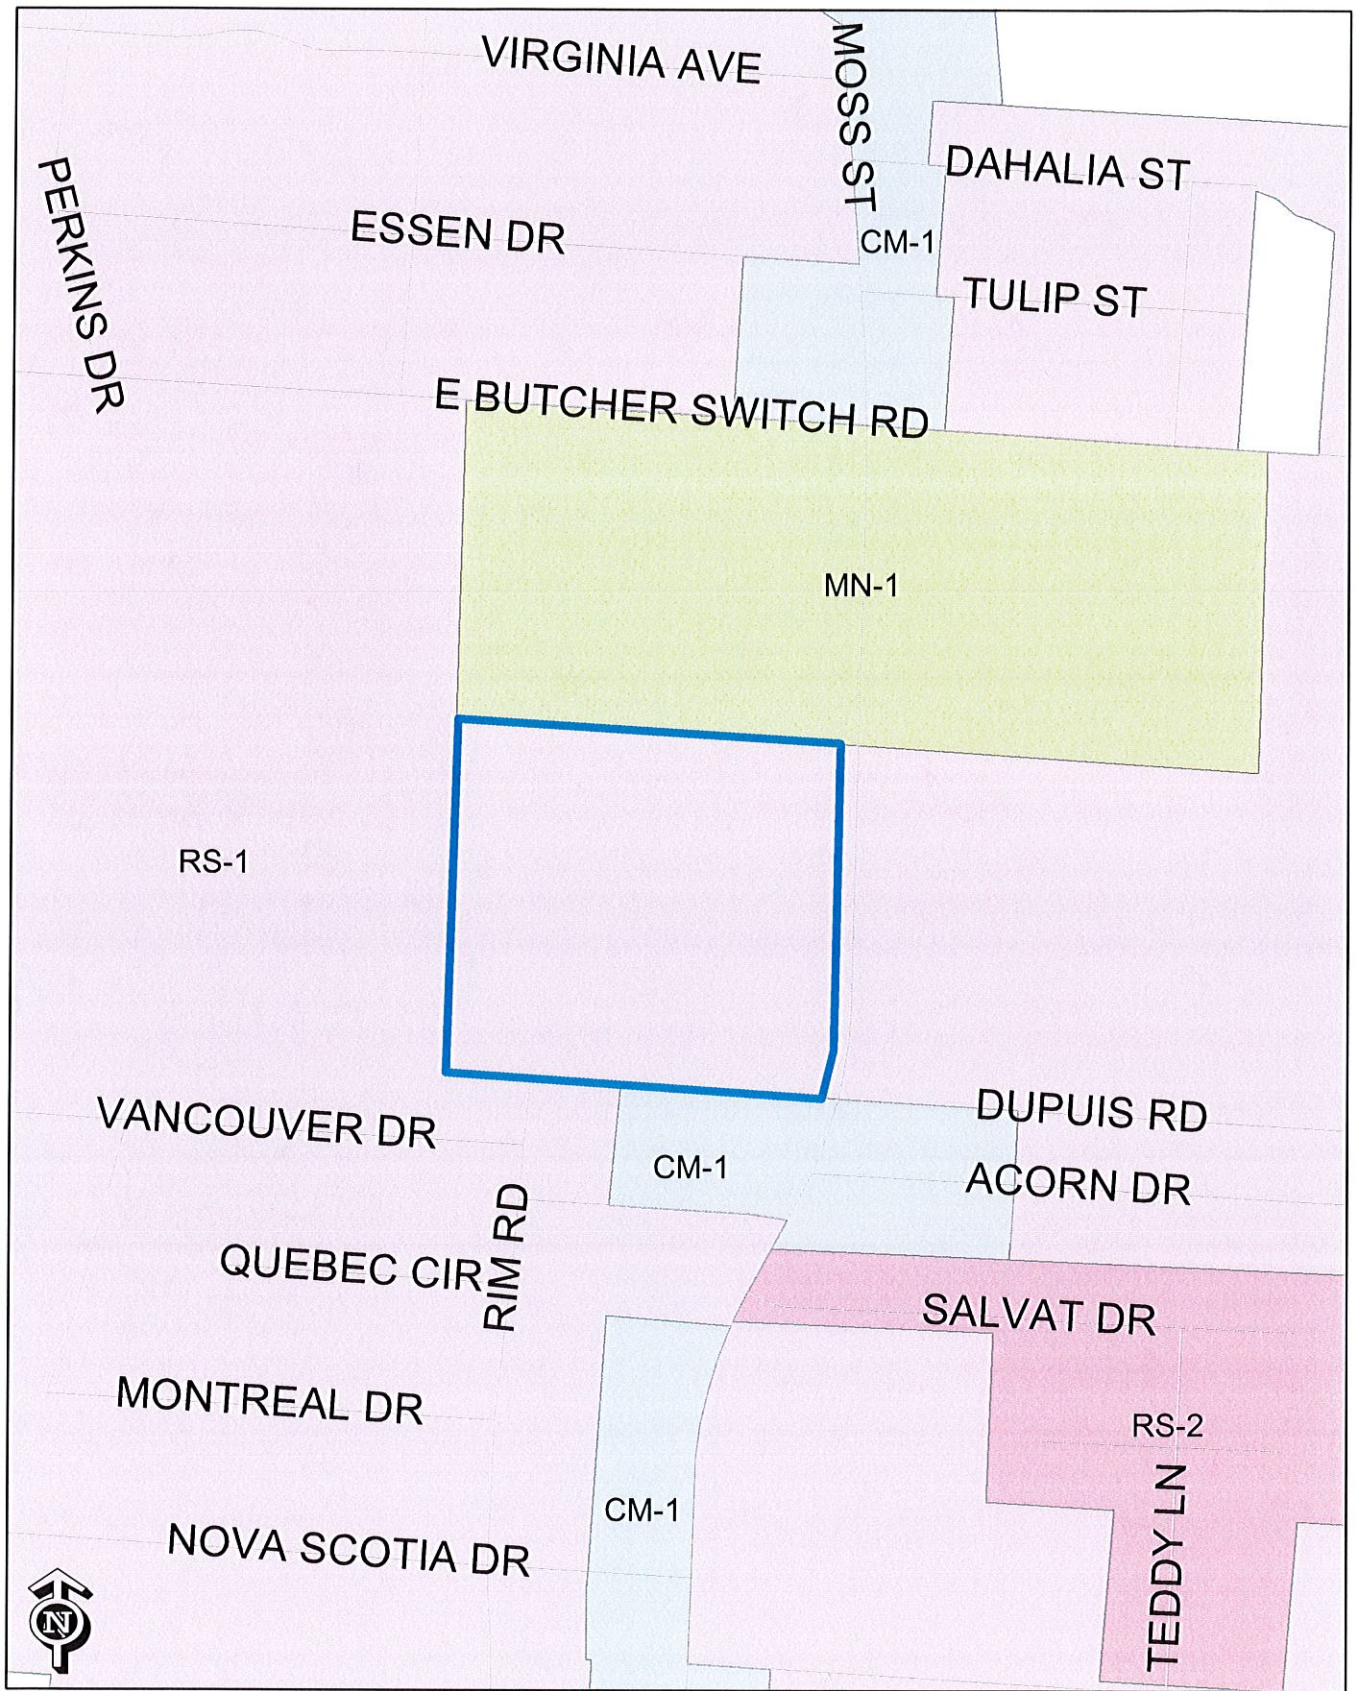 VIRGINIA AVE
MOSS ST
DAHALIA ST
PERKINS DR
ESSEN DR
CM-1
TULIP ST
E BUTCHER SWITCH RD
MN-1
RS-1
VANCOUVER DR
DUPUIS RD
CM-1
ACORN DR
RIM RD
QUEBEC CIR
SALVAT DR
MONTREAL DR
RS-2
TEDDY LN
CM-1
NOVA SCOTIA DR
N